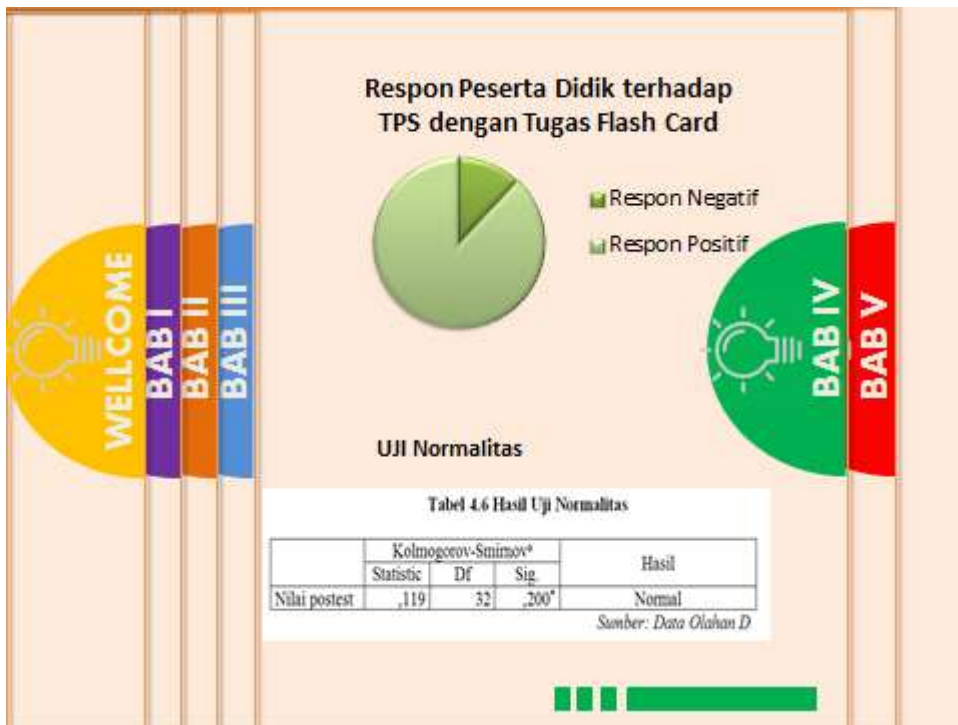 WELLCOME
BAB I
BAB II
BAB III
Respon Peserta Didik terhadap
TPS dengan Tugas Flash Card
Respon Negatif
Respon Positif
BAB IV
BAB V
UJI Normalitas
Tabel 4.6 Hasil Uji Normalitas
Kolmogorov-Smirnovᵃ Hasil
Statistic Df Sig.
Nilai postest ,119 32 ,200* Normal
Sumber: Data Olahan D